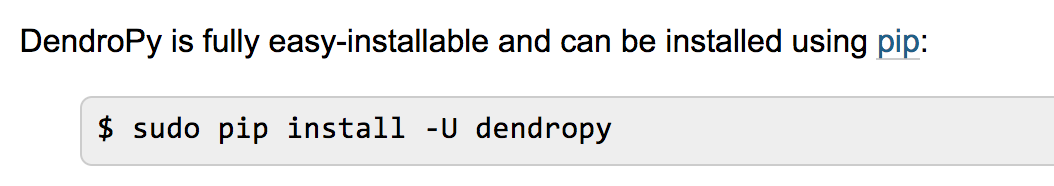 DendroPy is fully easy-installable and can be installed using pip:
$ sudo pip install -U dendropy